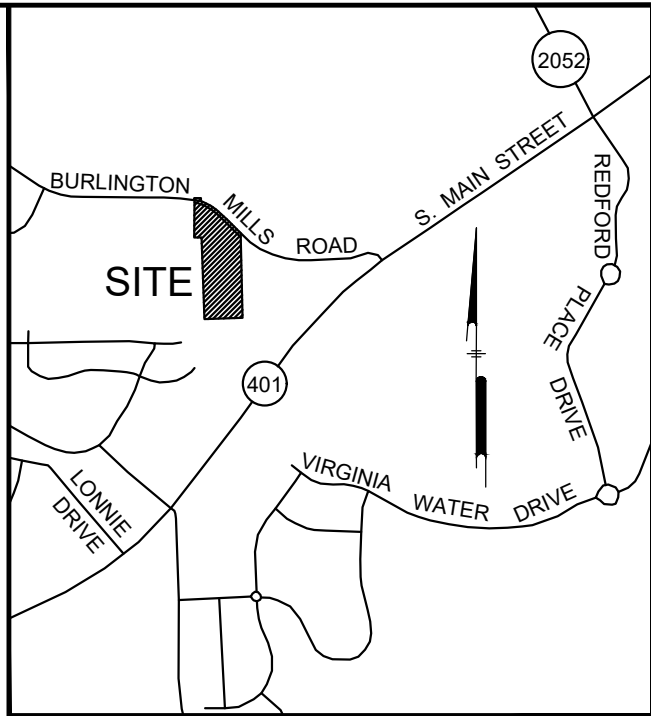 2052
S. MAIN STREET
BURLINGTON
MILLS
ROAD
REDFORD
PLACE
DRIVE
SITE
401
LONNIE
DRIVE
VIRGINIA
WATER
DRIVE